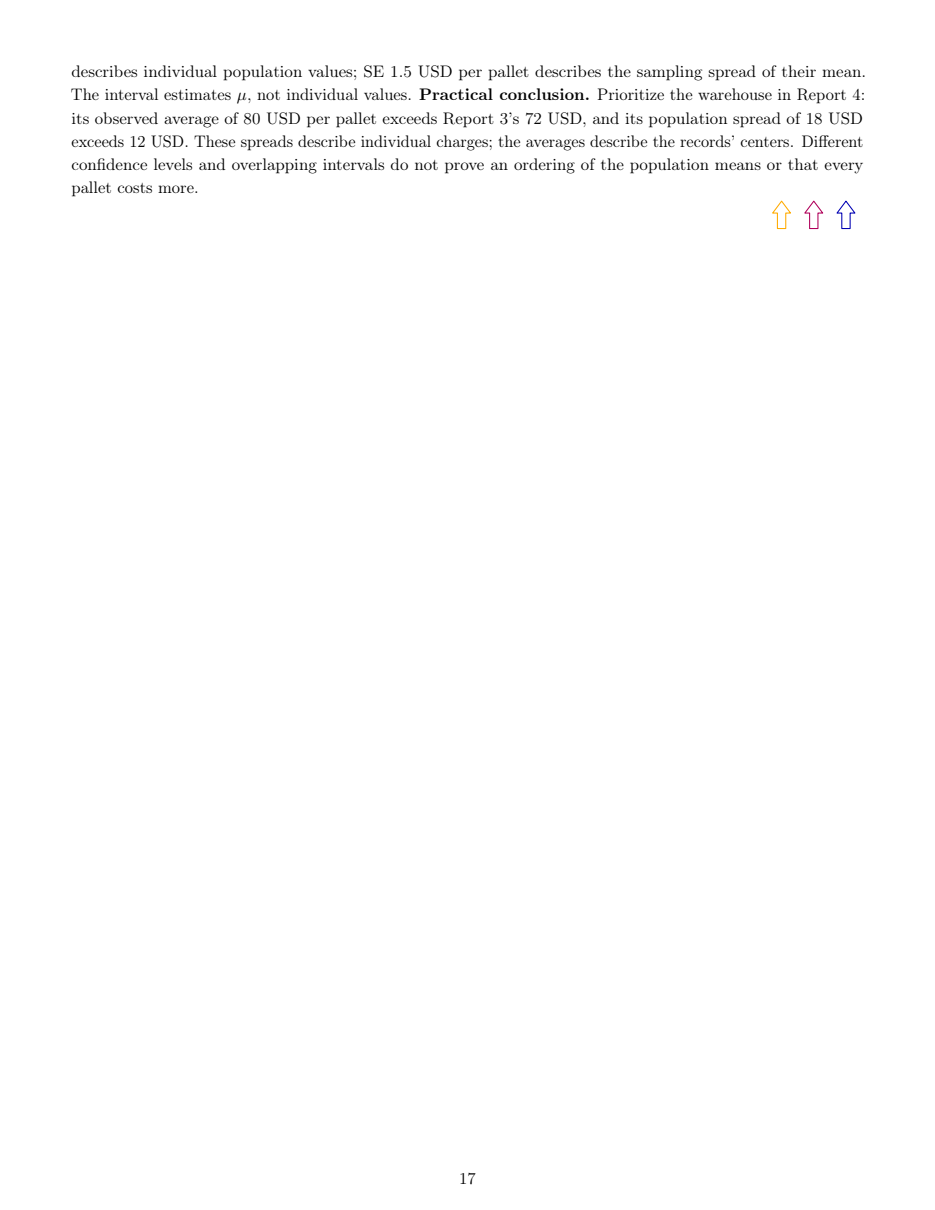 describes individual population values; SE 1.5 USD per pallet describes the sampling spread of their mean.
The interval estimates μ, not individual values. Practical conclusion. Prioritize the warehouse in Report 4:
its observed average of 80 USD per pallet exceeds Report 3's 72 USD, and its population spread of 18 USD
exceeds 12 USD. These spreads describe individual charges; the averages describe the records' centers. Different
confidence levels and overlapping intervals do not prove an ordering of the population means or that every
pallet costs more.
17